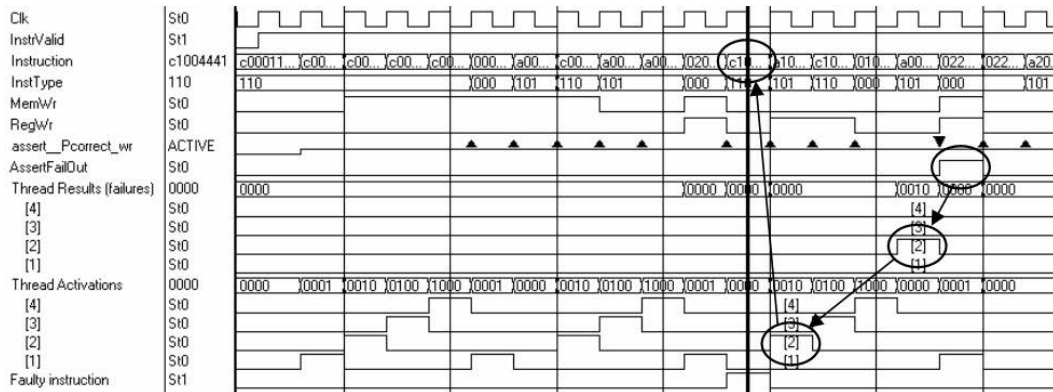 Clk St0
InstrValid St1
Instruction c1004441 c00011... c00... c00... c00... c00... 000... a00... c00... a00... a00... 020... c10... a10... c10... 010... a00... 022... 022... a20...
InstType 110 110 000 101 110 101 000 110 101 110 000 101 000 101
MemWr St0
RegWr St0
assert__Pcorrect_wr ACTIVE
AssertFailOut St0
Thread Results (failures) 0000 0000 0000 0000 0000 0010 0000 0000
[4] St0 [4]
[3] St0 [3]
[2] St0 [2]
[1] St0 [1]
Thread Activations 0000 0000 0001 0010 0100 1000 0001 0000 0010 0100 1000 0001 0000 0010 0100 1000 0000 0001 0000
[4] St0 [4]
[3] St0 [3]
[2] St0 [2]
[1] St0 [1]
Faulty instruction St1